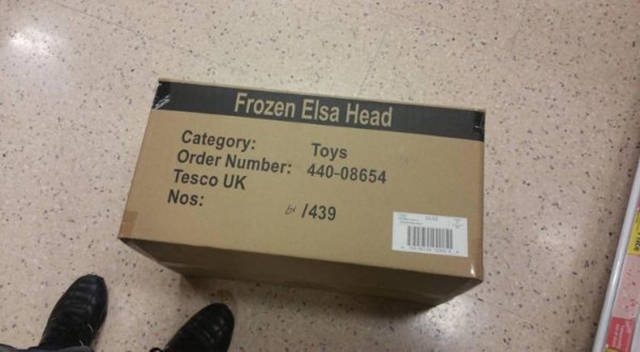 Frozen Elsa Head
Category: Toys
Order Number: 440-08654
Tesco UK
Nos: /439